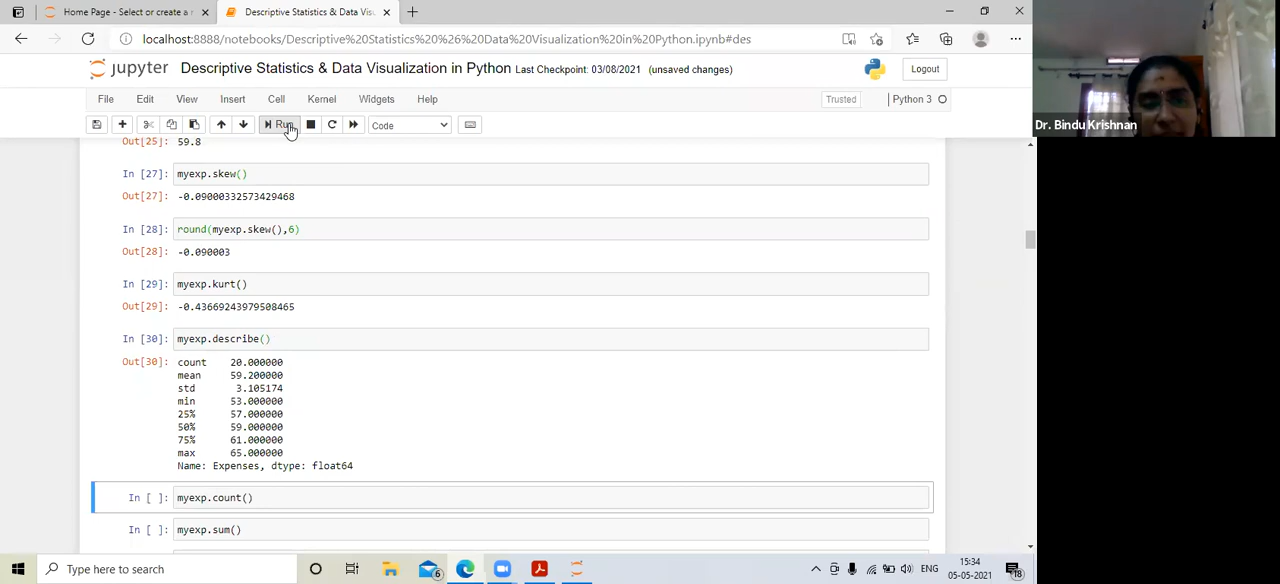 Home Page - Select or create a n
Descriptive Statistics & Data Visu
localhost:8888/notebooks/Descriptive%20Statistics%20%26%20Data%20Visualization%20in%20Python.ipynb#des
jupyter Descriptive Statistics & Data Visualization in Python Last Checkpoint: 03/08/2021 (unsaved changes)
Logout
File Edit View Insert Cell Kernel Widgets Help
Trusted
Python 3
Run
Code
Out[25]: 59.8
In [27]: myexp.skew()
Out[27]: -0.09000332573429468
In [28]: round(myexp.skew(),6)
Out[28]: -0.090003
In [29]: myexp.kurt()
Out[29]: -0.43669243979508465
In [30]: myexp.describe()
Out[30]: count 20.000000
mean 59.200000
std 3.105174
min 53.000000
25% 57.000000
50% 59.000000
75% 61.000000
max 65.000000
Name: Expenses, dtype: float64
In [ ]: myexp.count()
In [ ]: myexp.sum()
Dr. Bindu Krishnan
Type here to search
6
ENG
15:34
05-05-2021
18